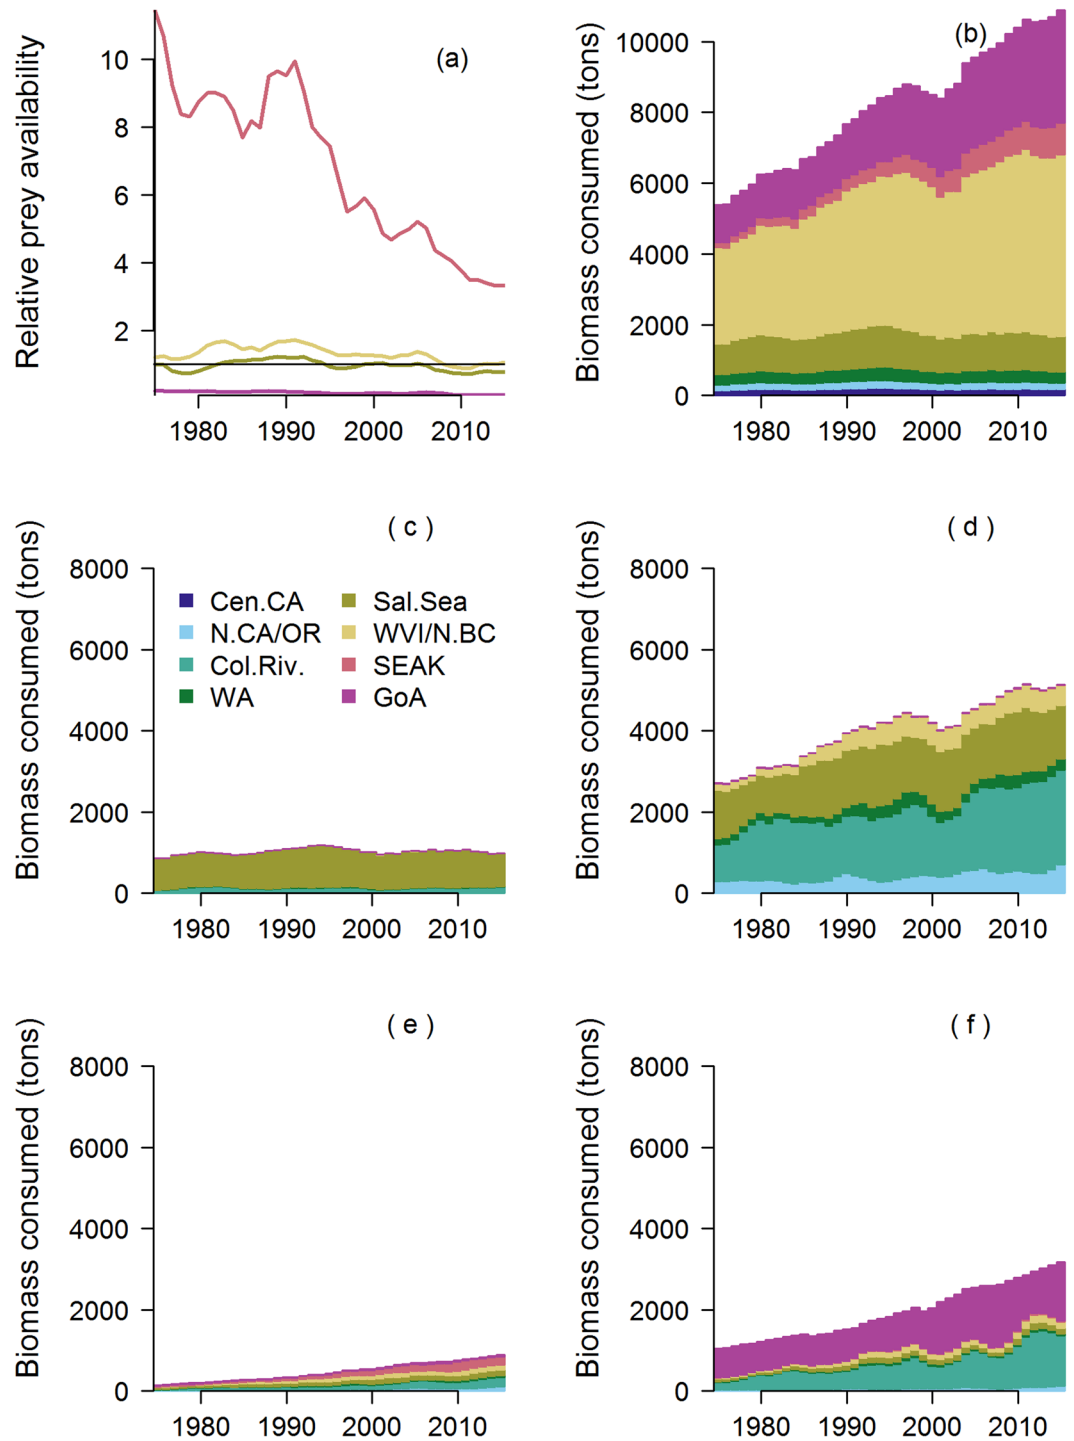 Relative prey availability
10
8
6
4
2
(a)
1980 1990 2000 2010
Biomass consumed (tons)
10000
8000
6000
4000
2000
0
(b)
1980 1990 2000 2010
Biomass consumed (tons)
8000
6000
4000
2000
0
( c )
Cen.CA
N.CA/OR
Col.Riv.
WA
Sal.Sea
WVI/N.BC
SEAK
GoA
1980 1990 2000 2010
Biomass consumed (tons)
8000
6000
4000
2000
0
( d )
1980 1990 2000 2010
Biomass consumed (tons)
8000
6000
4000
2000
0
( e )
1980 1990 2000 2010
Biomass consumed (tons)
8000
6000
4000
2000
0
( f )
1980 1990 2000 2010